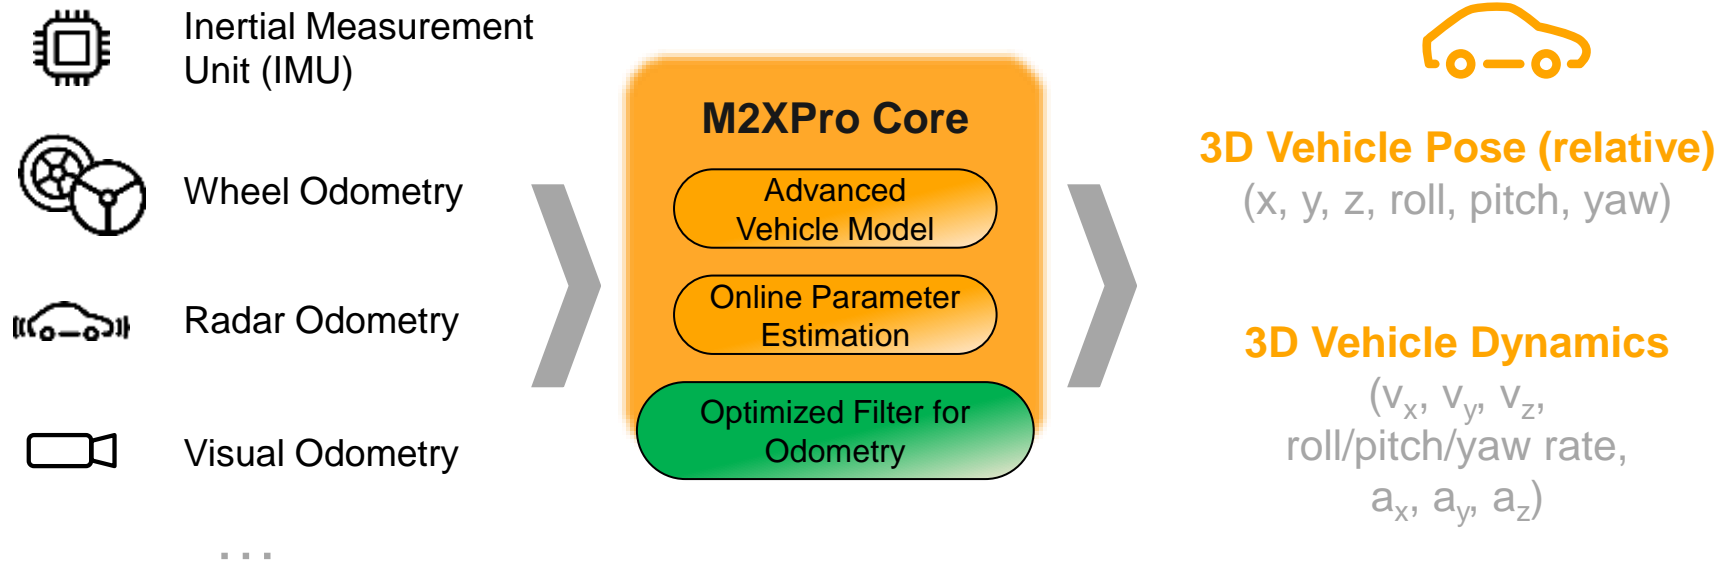 Inertial Measurement
Unit (IMU)
Wheel Odometry
Radar Odometry
Visual Odometry
...
M2XPro Core
Advanced
Vehicle Model
Online Parameter
Estimation
Optimized Filter for
Odometry
3D Vehicle Pose (relative)
(x, y, z, roll, pitch, yaw)
3D Vehicle Dynamics
(vx, vy, vz,
roll/pitch/yaw rate,
ax, ay, az)